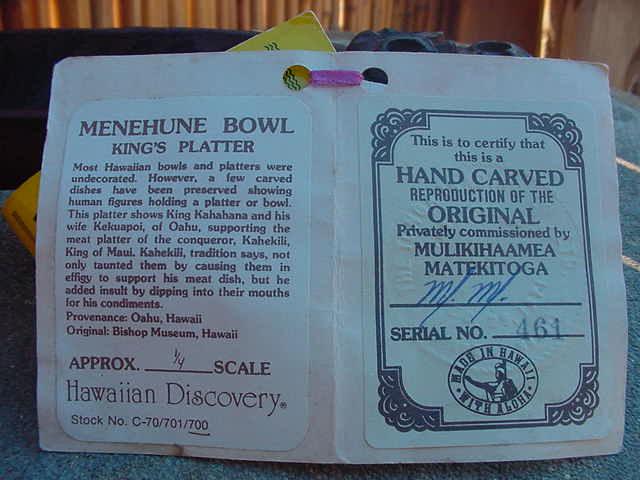 MENEHUNE BOWL
KING'S PLATTER
Most Hawaiian bowls and platters were
undecorated. However, a few carved
dishes have been preserved showing
human figures holding a platter or bowl.
This platter shows King Kahahana and his
wife Kekuapoi, of Oahu, supporting the
meat platter of the conqueror, Kahekili,
King of Maui. Kahekili, tradition says, not
only taunted them by causing them in
effigy to support his meat dish, but he
added insult by dipping into their mouths
for his condiments.
Provenance: Oahu, Hawaii
Original: Bishop Museum, Hawaii
APPROX. 1/4 SCALE
Hawaiian Discovery®
Stock No. C-70/701/700
This is to certify that
this is a
HAND CARVED
REPRODUCTION OF THE
ORIGINAL
Privately commissioned by
MULIKIHAAMEA
MATEKITOGA
M. M.
SERIAL NO. 461
MADE IN HAWAII
• WITH ALOHA •